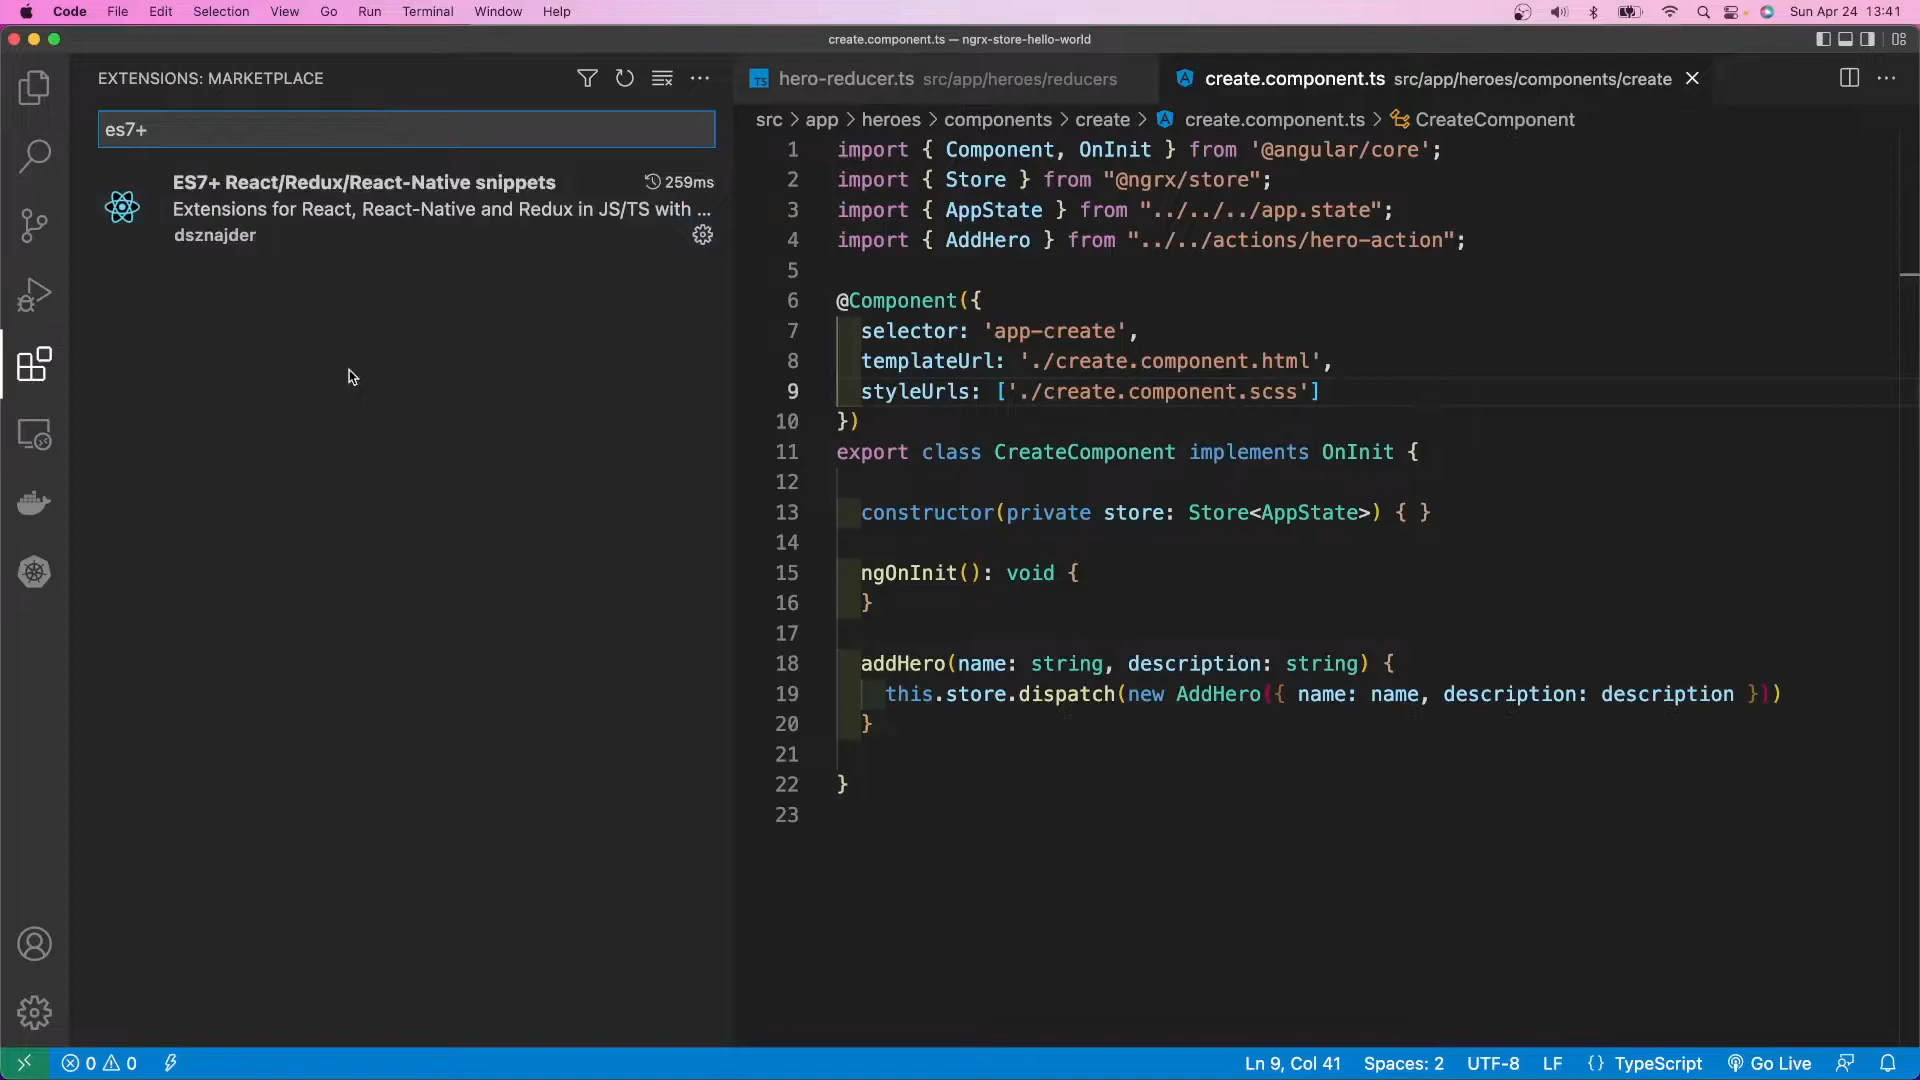 Code File Edit Selection View Go Run Terminal Window Help Sun Apr 24 13:41
create.component.ts — ngrx-store-hello-world
EXTENSIONS: MARKETPLACE
es7+
ES7+ React/Redux/React-Native snippets 259ms
Extensions for React, React-Native and Redux in JS/TS with ...
dsznajder
TS hero-reducer.ts src/app/heroes/reducers create.component.ts src/app/heroes/components/create
src > app > heroes > components > create > create.component.ts > CreateComponent
1 import { Component, OnInit } from '@angular/core';
2 import { Store } from "@ngrx/store";
3 import { AppState } from "../../../app.state";
4 import { AddHero } from "../../actions/hero-action";
5
6 @Component({
7 selector: 'app-create',
8 templateUrl: './create.component.html',
9 styleUrls: ['./create.component.scss']
10 })
11 export class CreateComponent implements OnInit {
12
13 constructor(private store: Store<AppState>) { }
14
15 ngOnInit(): void {
16 }
17
18 addHero(name: string, description: string) {
19 this.store.dispatch(new AddHero({ name: name, description: description }))
20 }
21
22 }
23
0 0 Ln 9, Col 41 Spaces: 2 UTF-8 LF {} TypeScript Go Live